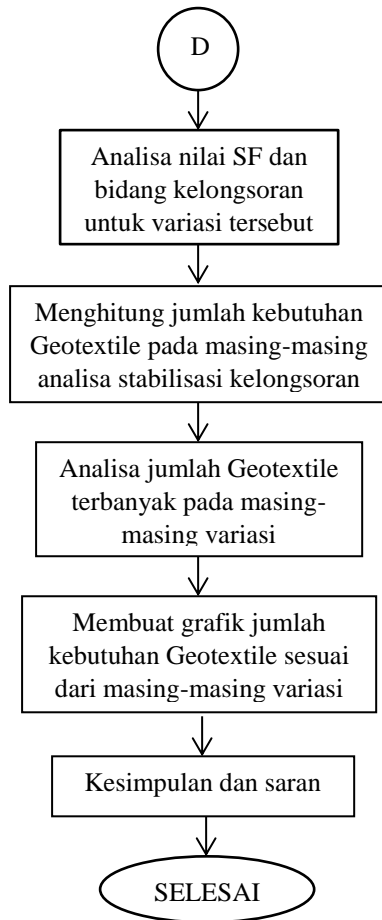 D
Analisa nilai SF dan
bidang kelongsoran
untuk variasi tersebut
Menghitung jumlah kebutuhan
Geotextile pada masing-masing
analisa stabilisasi kelongsoran
Analisa jumlah Geotextile
terbanyak pada masing-
masing variasi
Membuat grafik jumlah
kebutuhan Geotextile sesuai
dari masing-masing variasi
Kesimpulan dan saran
SELESAI